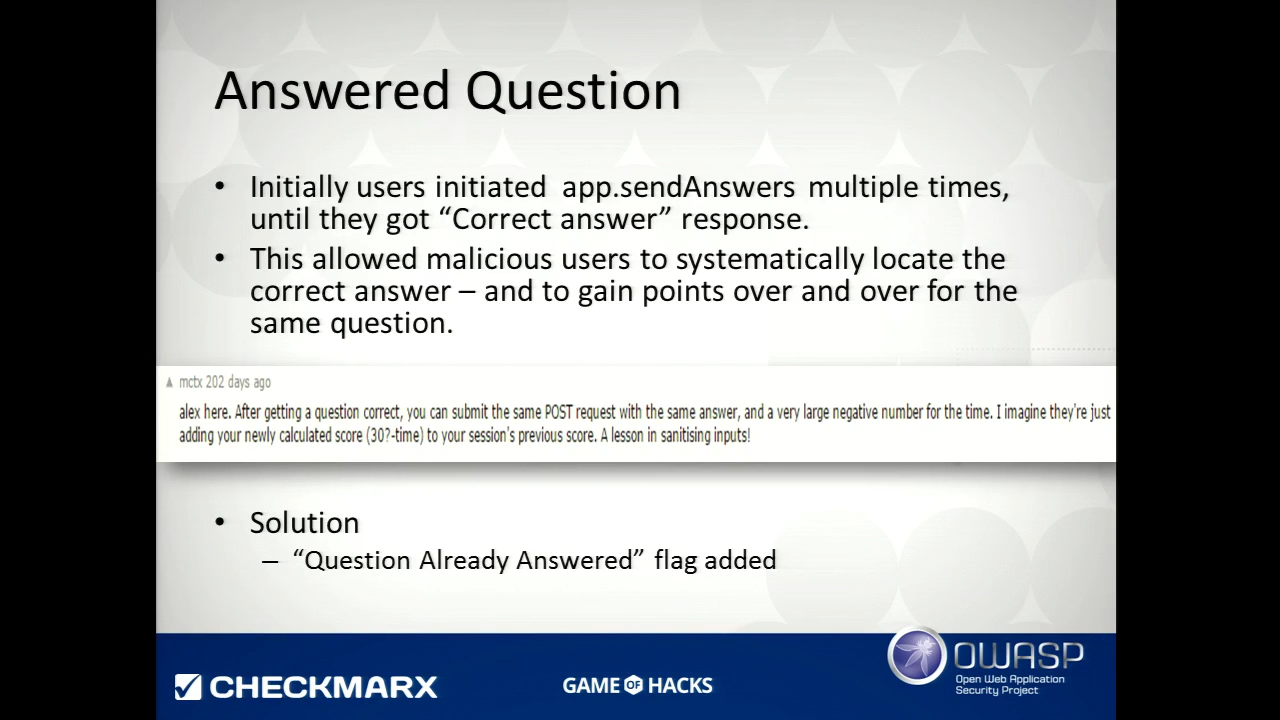 Answered Question
• Initially users initiated app.sendAnswers multiple times,
until they got “Correct answer” response.
• This allowed malicious users to systematically locate the
correct answer – and to gain points over and over for the
same question.
▲ mctx 202 days ago
alex here. After getting a question correct, you can submit the same POST request with the same answer, and a very large negative number for the time. I imagine they're just
adding your newly calculated score (30?-time) to your session's previous score. A lesson in sanitising inputs!
• Solution
– “Question Already Answered” flag added
CHECKMARX
GAME OF HACKS
OWASP
Open Web Application
Security Project